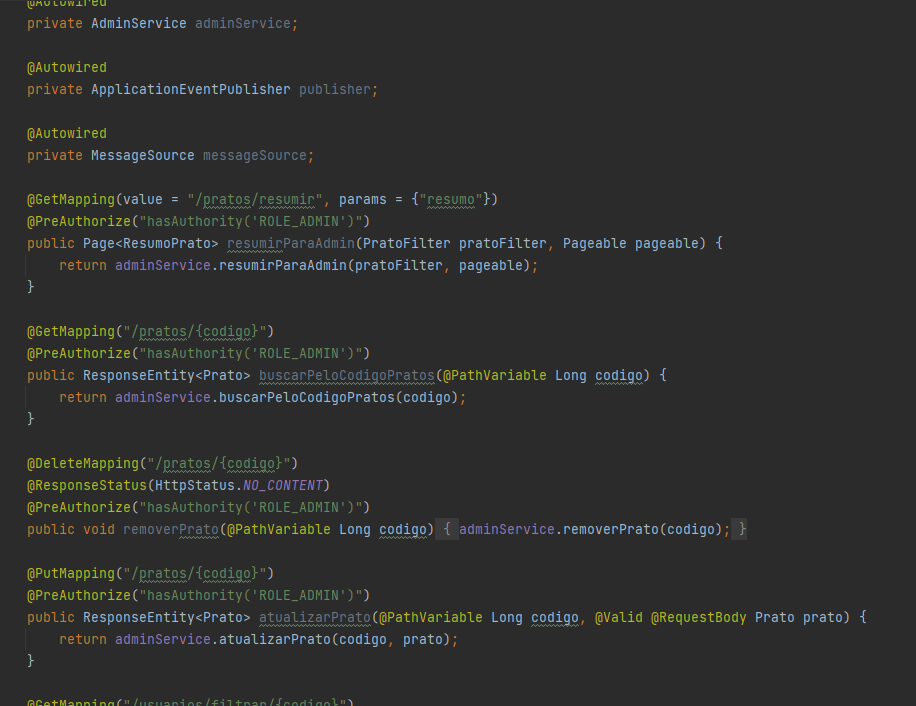 @Autowired
private AdminService adminService;
@Autowired
private ApplicationEventPublisher publisher;
@Autowired
private MessageSource messageSource;
@GetMapping(value = "/pratos/resumir", params = {"resumo"})
@PreAuthorize("hasAuthority('ROLE_ADMIN')")
public Page<ResumoPrato> resumirParaAdmin(PratoFilter pratoFilter, Pageable pageable) {
return adminService.resumirParaAdmin(pratoFilter, pageable);
}
@GetMapping("/pratos/{codigo}")
@PreAuthorize("hasAuthority('ROLE_ADMIN')")
public ResponseEntity<Prato> buscarPeloCodigoPratos(@PathVariable Long codigo) {
return adminService.buscarPeloCodigoPratos(codigo);
}
@DeleteMapping("/pratos/{codigo}")
@ResponseStatus(HttpStatus.NO_CONTENT)
@PreAuthorize("hasAuthority('ROLE_ADMIN')")
public void removerPrato(@PathVariable Long codigo) { adminService.removerPrato(codigo); }
@PutMapping("/pratos/{codigo}")
@PreAuthorize("hasAuthority('ROLE_ADMIN')")
public ResponseEntity<Prato> atualizarPrato(@PathVariable Long codigo, @Valid @RequestBody Prato prato) {
return adminService.atualizarPrato(codigo, prato);
}
@GetMapping("/usuarios/filtrar/{codigo}")